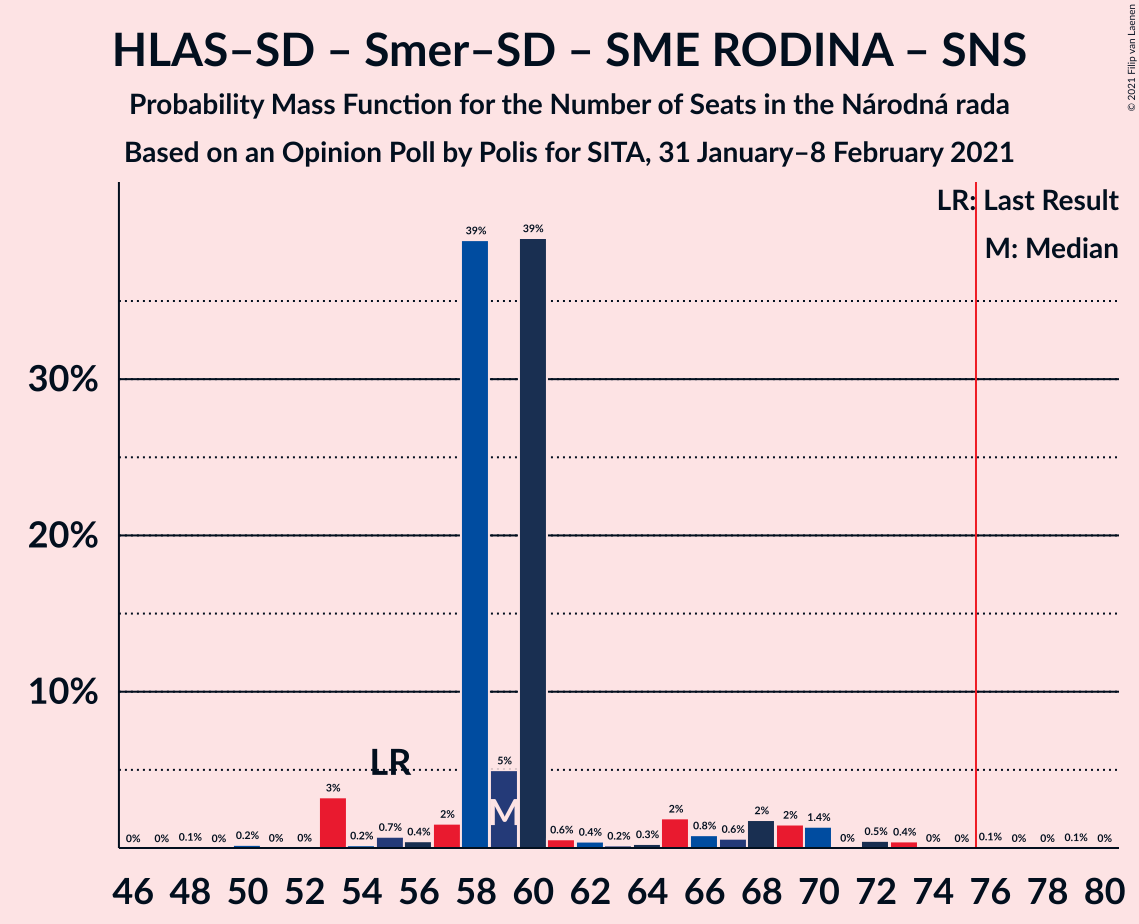 HLAS–SD – Smer–SD – SME RODINA – SNS
Probability Mass Function for the Number of Seats in the Národná rada
Based on an Opinion Poll by Polis for SITA, 31 January–8 February 2021
© 2021 Filip van Laenen
LR: Last Result
M: Median
30%
20%
10%
LR
M
0% 0% 0.1% 0% 0.2% 0% 0% 3% 0.2% 0.7% 0.4% 2% 39% 5% 39% 0.6% 0.4% 0.2% 0.3% 2% 0.8% 0.6% 2% 2% 1.4% 0% 0.5% 0.4% 0% 0% 0.1% 0% 0% 0.1% 0%
46 48 50 52 54 56 58 60 62 64 66 68 70 72 74 76 78 80